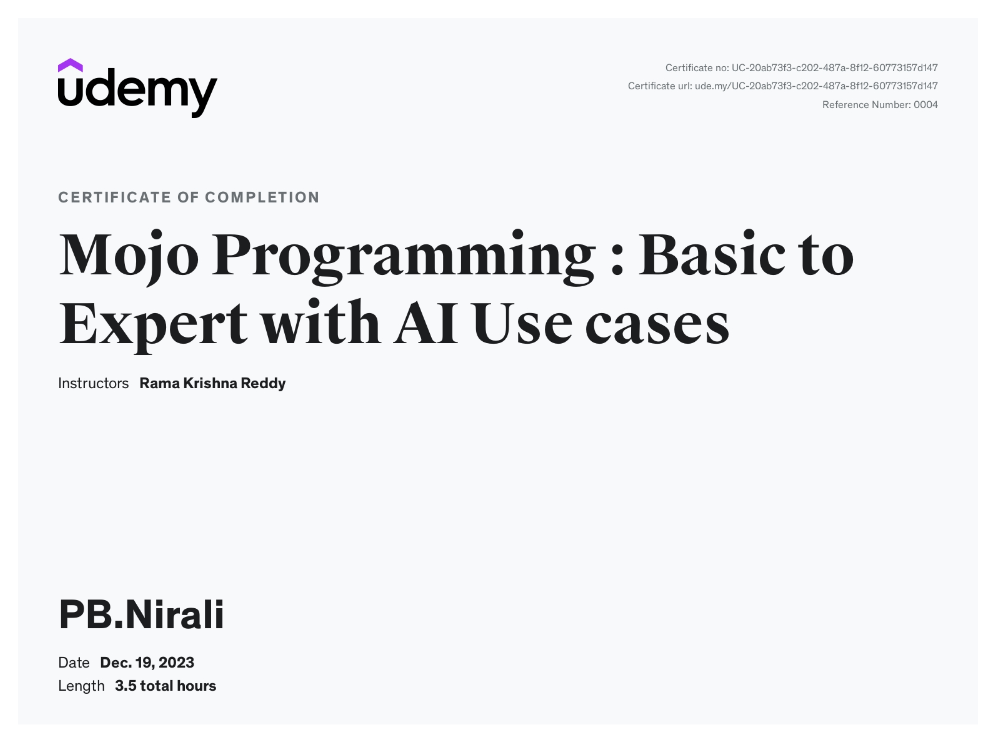 udemy
Certificate no: UC-20ab73f3-c202-487a-8f12-60773157d147
Certificate url: ude.my/UC-20ab73f3-c202-487a-8f12-60773157d147
Reference Number: 0004
CERTIFICATE OF COMPLETION
Mojo Programming : Basic to
Expert with AI Use cases
Instructors Rama Krishna Reddy
PB.Nirali
Date Dec. 19, 2023
Length 3.5 total hours